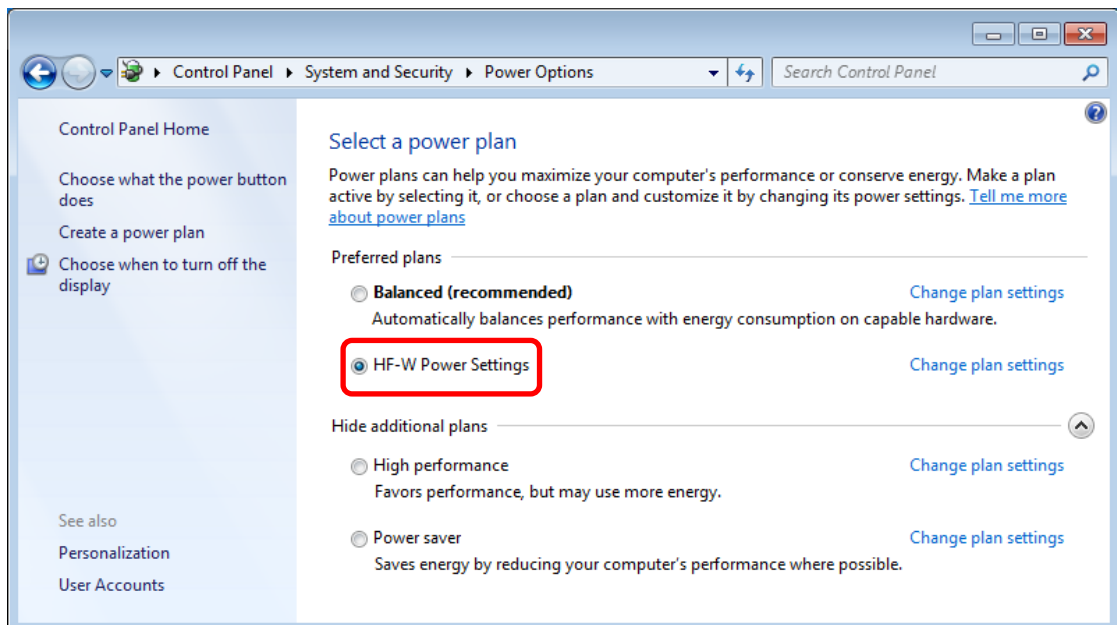 Control Panel System and Security Power Options
Search Control Panel
Control Panel Home
Choose what the power button
does
Create a power plan
Choose when to turn off the
display
See also
Personalization
User Accounts
Select a power plan
Power plans can help you maximize your computer's performance or conserve energy. Make a plan
active by selecting it, or choose a plan and customize it by changing its power settings. Tell me more
about power plans
Preferred plans
Balanced (recommended) Change plan settings
Automatically balances performance with energy consumption on capable hardware.
HF-W Power Settings Change plan settings
Hide additional plans
High performance Change plan settings
Favors performance, but may use more energy.
Power saver Change plan settings
Saves energy by reducing your computer's performance where possible.